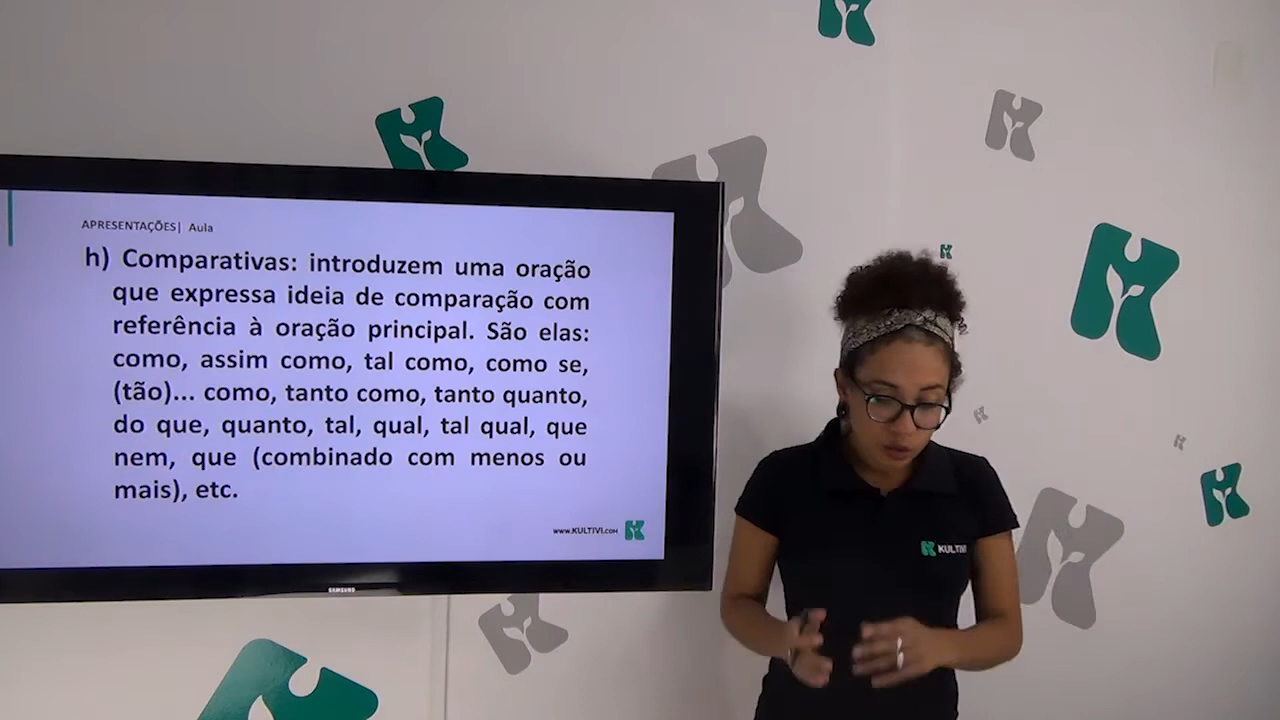 APRESENTAÇÕES| Aula
h) Comparativas: introduzem uma oração
que expressa ideia de comparação com
referência à oração principal. São elas:
como, assim como, tal como, como se,
(tão)... como, tanto como, tanto quanto,
do que, quanto, tal, qual, tal qual, que
nem, que (combinado com menos ou
mais), etc.
www.KULTIVI.com
SAMSUNG
KULTIVI